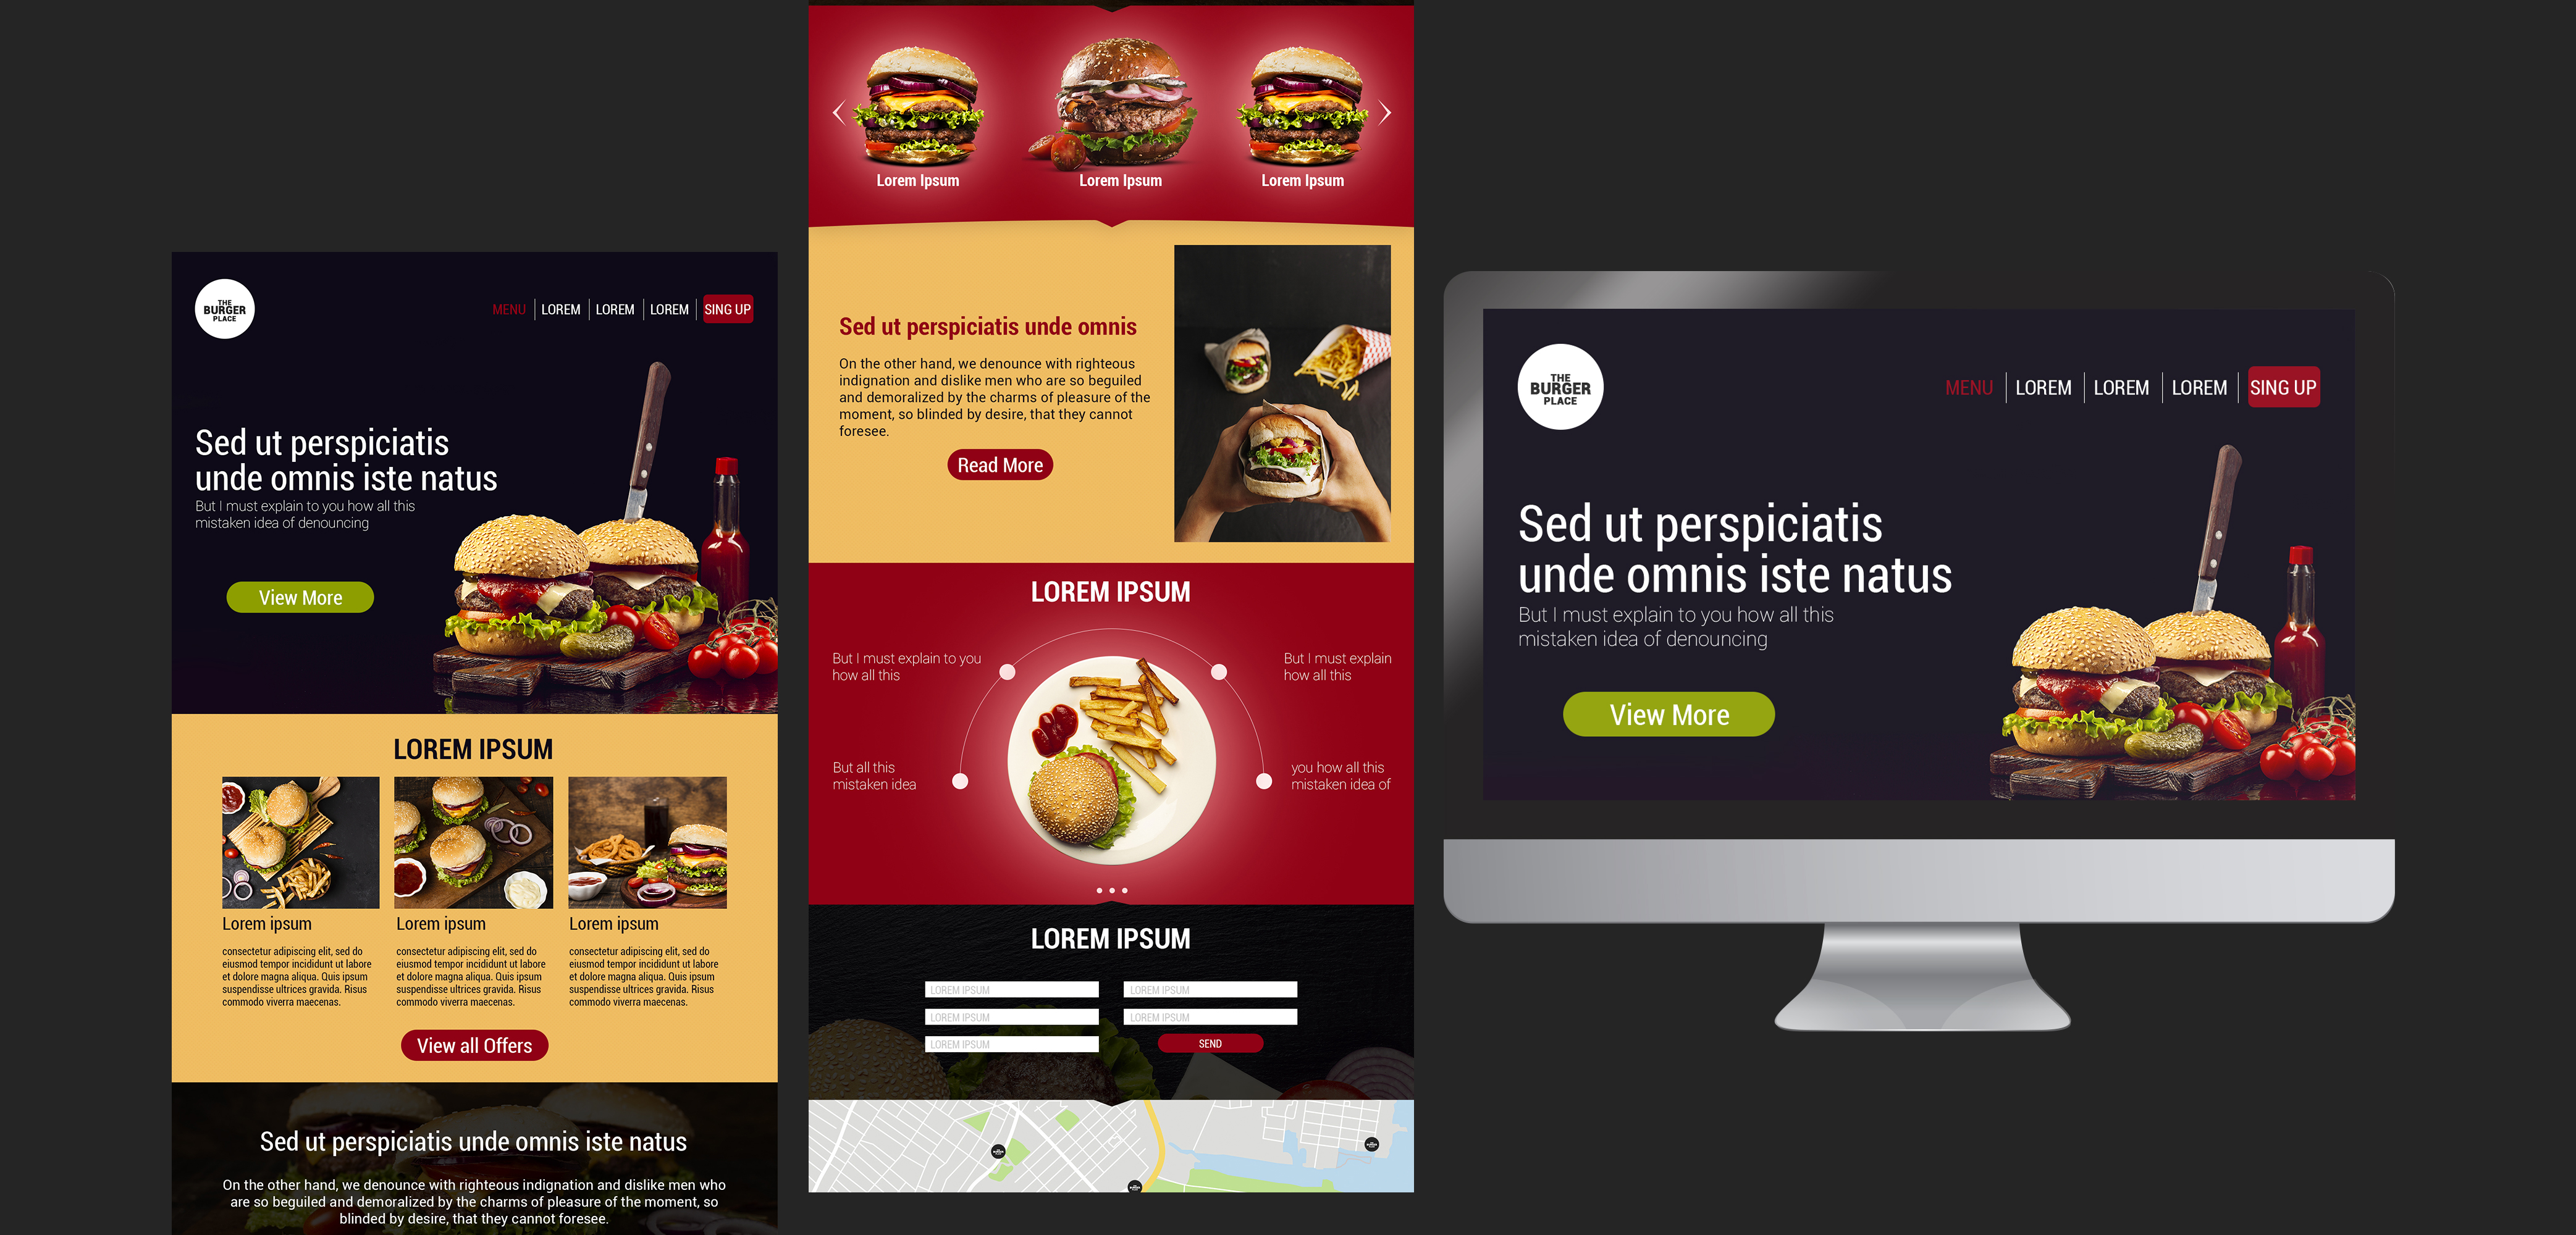 THE
BURGER
PLACE
MENU
LOREM
LOREM
LOREM
SING UP
Sed ut perspiciatis
unde omnis iste natus
But I must explain to you how all this
mistaken idea of denouncing
View More
LOREM IPSUM
Lorem ipsum
consectetur adipiscing elit, sed do
eiusmod tempor incididunt ut labore
et dolore magna aliqua. Quis ipsum
suspendisse ultrices gravida. Risus
commodo viverra maecenas.
Lorem ipsum
consectetur adipiscing elit, sed do
eiusmod tempor incididunt ut labore
et dolore magna aliqua. Quis ipsum
suspendisse ultrices gravida. Risus
commodo viverra maecenas.
Lorem ipsum
consectetur adipiscing elit, sed do
eiusmod tempor incididunt ut labore
et dolore magna aliqua. Quis ipsum
suspendisse ultrices gravida. Risus
commodo viverra maecenas.
View all Offers
Sed ut perspiciatis unde omnis iste natus
On the other hand, we denounce with righteous indignation and dislike men who
are so beguiled and demoralized by the charms of pleasure of the moment, so
blinded by desire, that they cannot foresee.
Lorem Ipsum
Lorem Ipsum
Lorem Ipsum
Sed ut perspiciatis unde omnis
On the other hand, we denounce with righteous
indignation and dislike men who are so beguiled
and demoralized by the charms of pleasure of the
moment, so blinded by desire, that they cannot
foresee.
Read More
LOREM IPSUM
But I must explain to you
how all this
But I must explain
how all this
But all this
mistaken idea
you how all this
mistaken idea of
LOREM IPSUM
LOREM IPSUM
LOREM IPSUM
LOREM IPSUM
LOREM IPSUM
LOREM IPSUM
SEND
THE
BURGER
PLACE
MENU
LOREM
LOREM
LOREM
SING UP
Sed ut perspiciatis
unde omnis iste natus
But I must explain to you how all this
mistaken idea of denouncing
View More